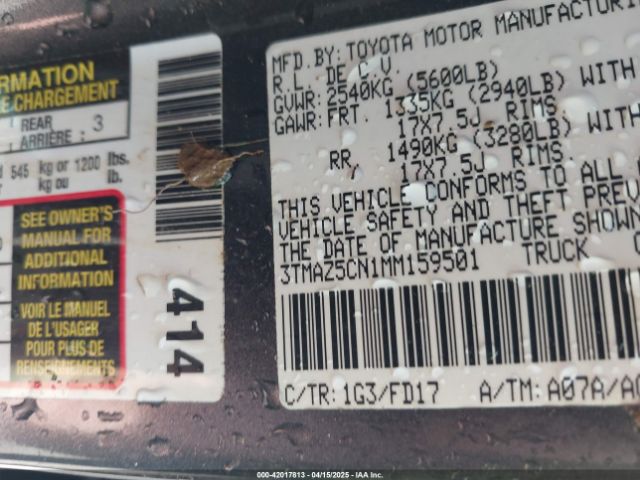 ORMATION
E CHARGEMENT
REAR
ARRIÈRE : 3
545 kg or 1200 lbs.
kg ou lb.
SEE OWNER'S
MANUAL FOR
ADDITIONAL
INFORMATION
VOIR LE MANUEL
DE L'USAGER
POUR PLUS DE
RENSEIGNEMENTS
414
MFD. BY: TOYOTA MOTOR MANUFACTURI
R.L. DE C.V.
GVWR: 2540KG (5600LB)
GAWR: FRT. 1335KG (2940LB) WITH
17X7.5J RIMS,
RR. 1490KG (3280LB) WITH
17X7.5J RIMS,
THIS VEHICLE CONFORMS TO ALL
VEHICLE SAFETY AND THEFT PREV
THE DATE OF MANUFACTURE SHOWN
3TMAZ5CN1MM159501 TRUCK
C/TR: 1G3/FD17 A/TM: A07A/A
000-42017813 - 04/15/2025 - IAA, Inc.